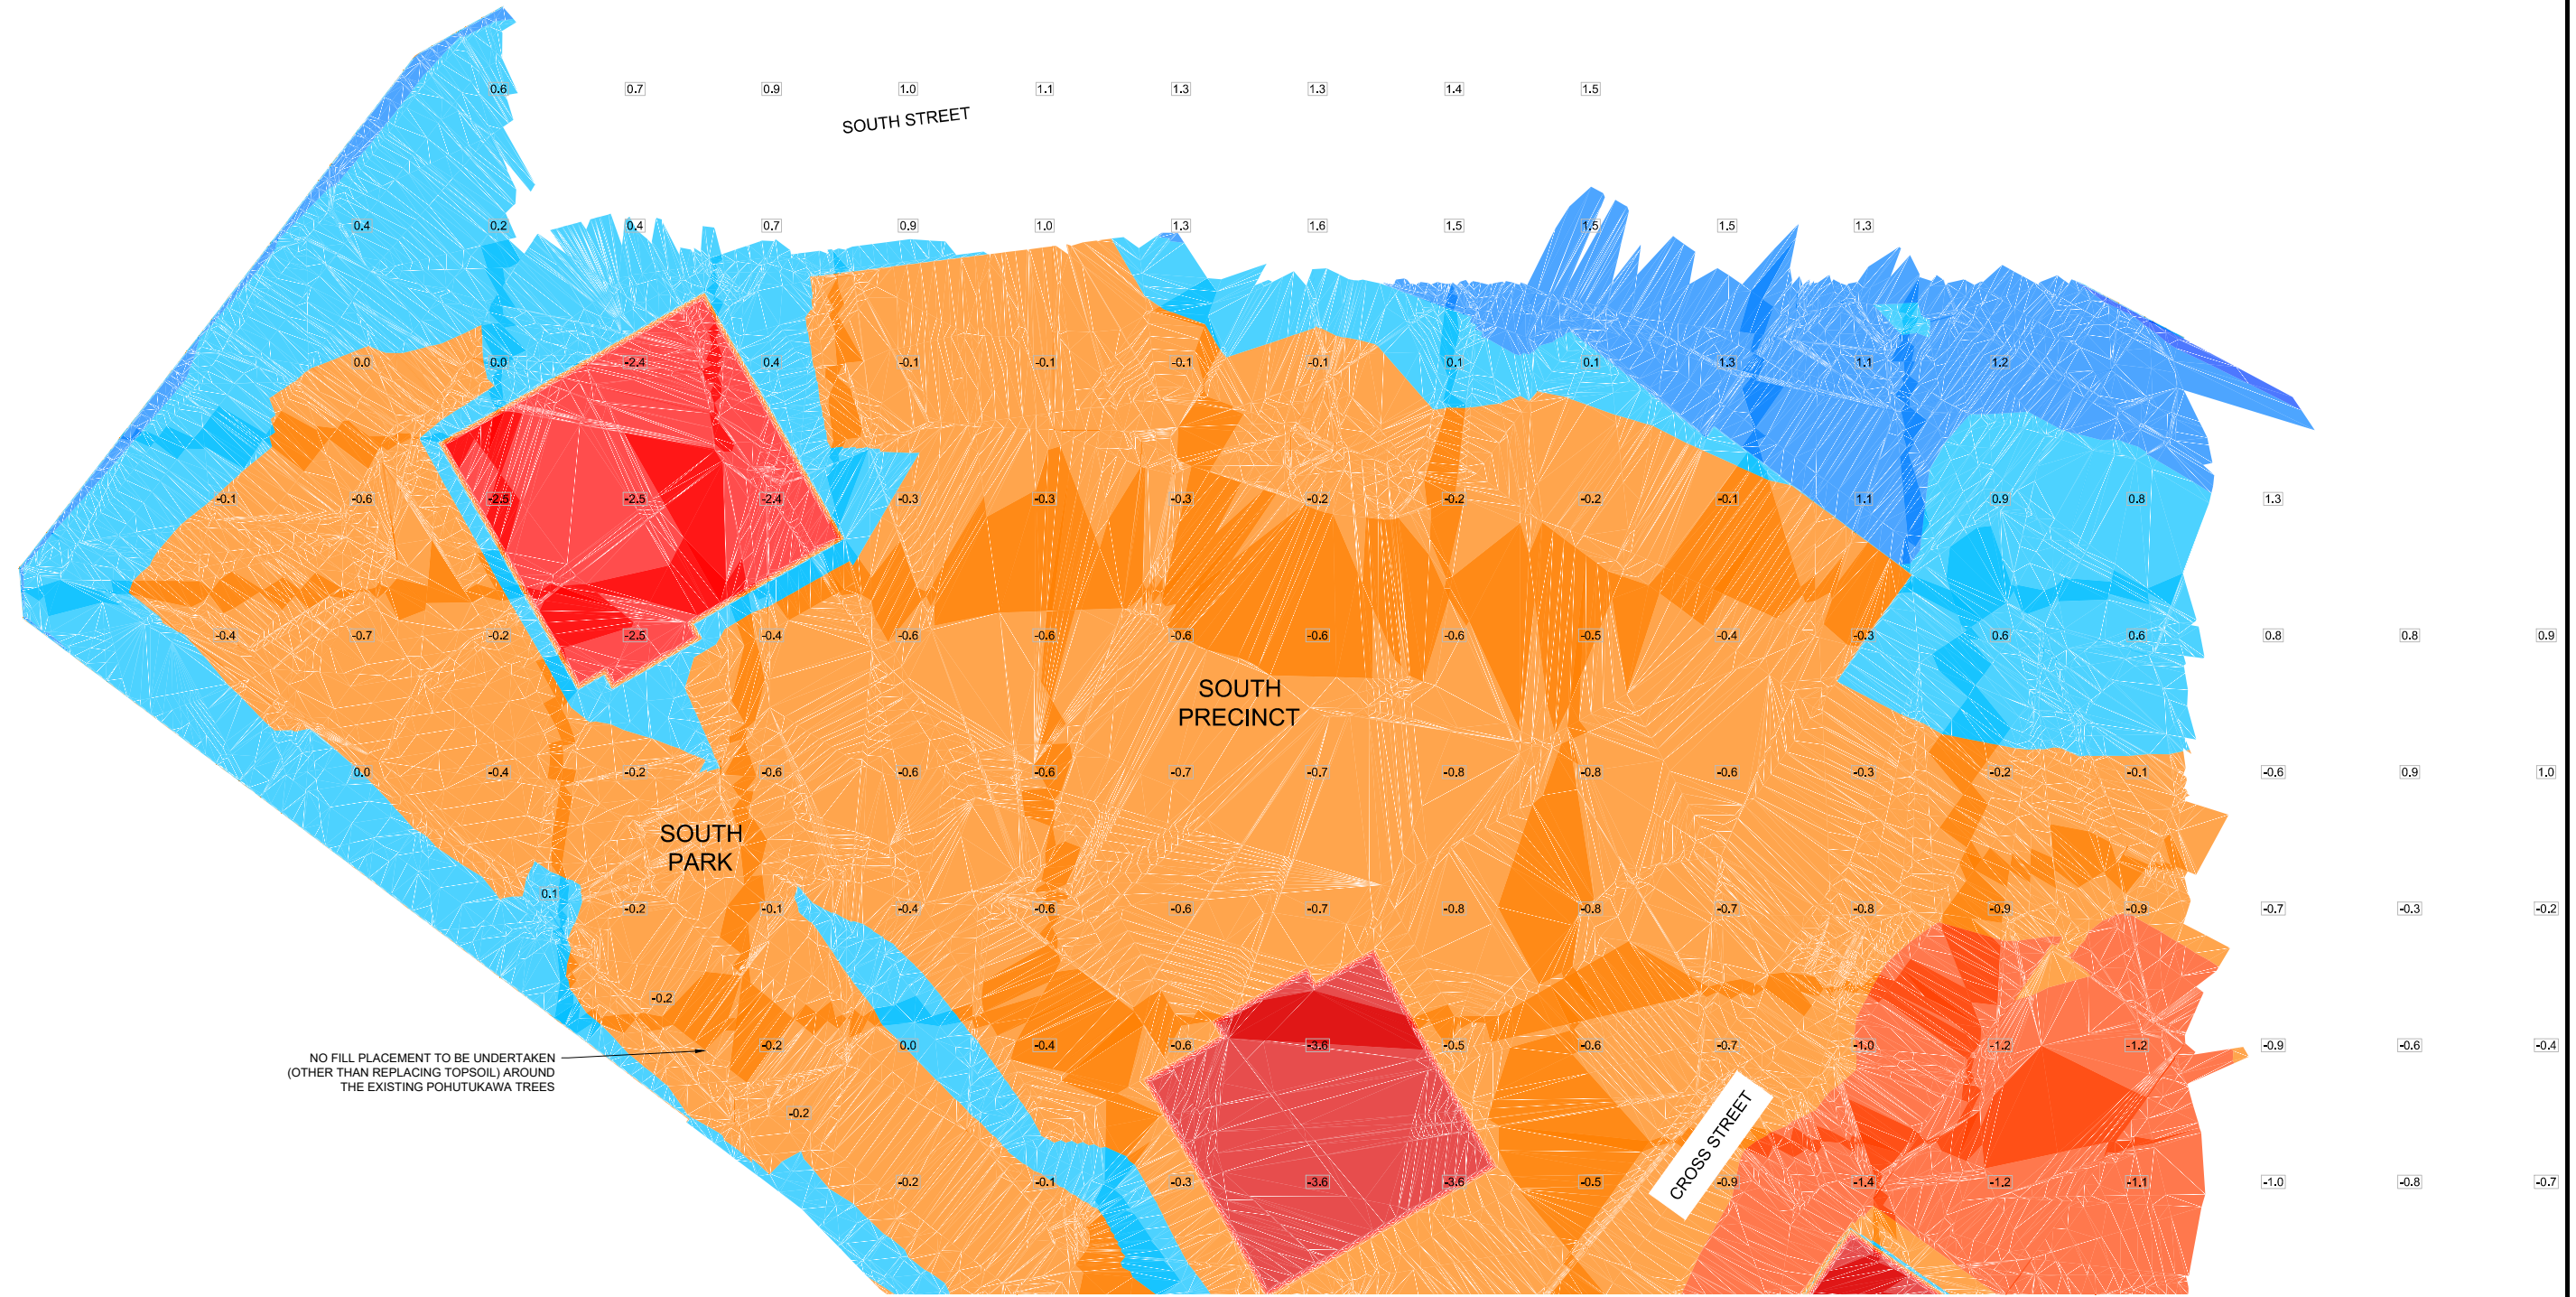 0.6 0.7 0.9 1.0 1.1 1.3 1.3 1.4 1.5
SOUTH STREET
0.4 0.2 0.4 0.7 0.9 1.0 1.3 1.6 1.5 1.5 1.5 1.3
0.0 0.0 -2.4 0.4 -0.1 -0.1 -0.1 -0.1 0.1 0.1 1.3 1.1 1.2
-0.1 -0.6 -2.5 -2.5 -2.4 -0.3 -0.3 -0.3 -0.2 -0.2 -0.2 -0.1 1.1 0.9 0.8 1.3
-0.4 -0.7 -0.2 -2.5 -0.4 -0.6 -0.6 -0.6 -0.6 -0.6 -0.5 -0.4 -0.3 0.6 0.6 0.8 0.8 0.9
SOUTH
PRECINCT
0.0 -0.4 -0.2 -0.6 -0.6 -0.6 -0.7 -0.7 -0.8 -0.8 -0.6 -0.3 -0.2 -0.1 -0.6 0.9 1.0
SOUTH
PARK
0.1 -0.2 -0.1 -0.4 -0.6 -0.6 -0.7 -0.8 -0.8 -0.7 -0.8 -0.9 -0.9 -0.7 -0.3 -0.2
-0.2
-0.2 0.0 -0.4 -0.6 -3.6 -0.5 -0.6 -0.7 -1.0 -1.2 -1.2 -0.9 -0.6 -0.4
NO FILL PLACEMENT TO BE UNDERTAKEN
(OTHER THAN REPLACING TOPSOIL) AROUND
THE EXISTING POHUTUKAWA TREES
-0.2
CROSS STREET
-0.2 -0.1 -0.3 -3.6 -3.6 -0.5 -0.9 -1.4 -1.2 -1.1 -1.0 -0.8 -0.7